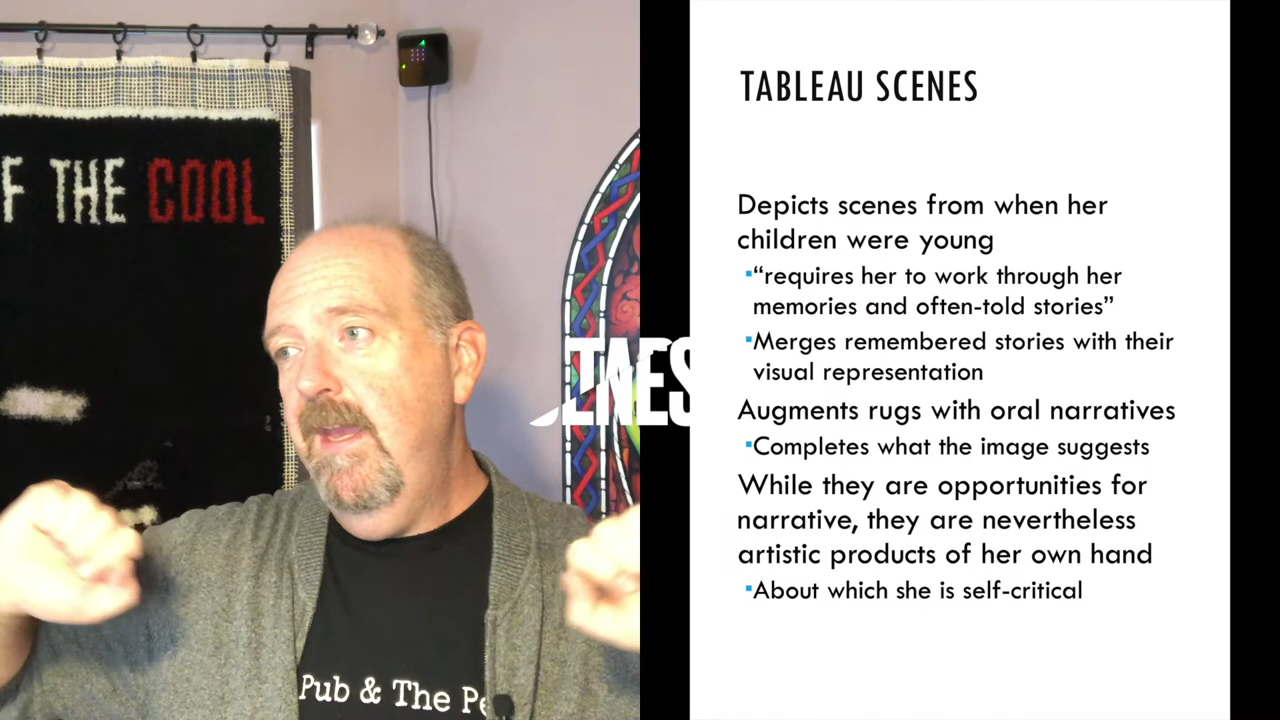 F THE COOL
Pub & The Pe
TABLEAU SCENES
Depicts scenes from when her
children were young
▪“requires her to work through her
memories and often-told stories”
▪Merges remembered stories with their
visual representation
Augments rugs with oral narratives
▪Completes what the image suggests
While they are opportunities for
narrative, they are nevertheless
artistic products of her own hand
▪About which she is self-critical